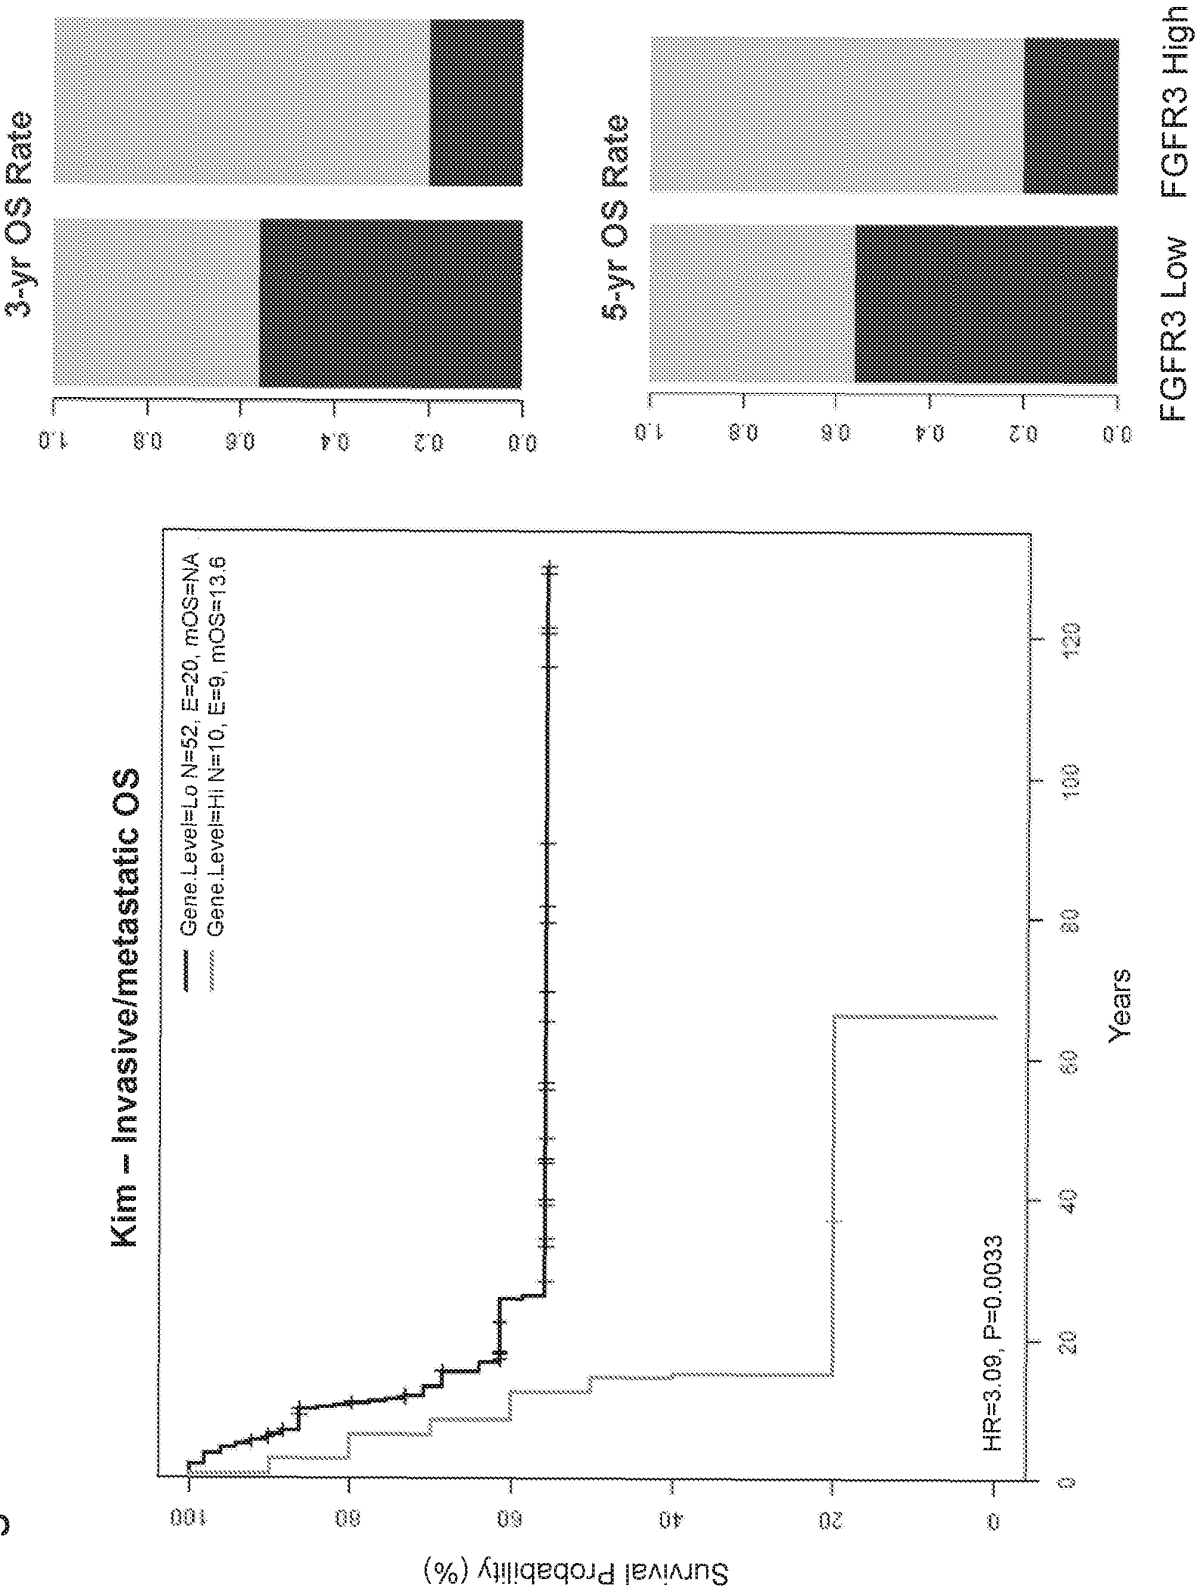 Kim – Invasive/metastatic OS
Gene.Level=Lo N=52, E=20, mOS=NA
Gene.Level=Hi N=10, E=9, mOS=13.6
HR=3.09, P=0.0033
Survival Probability (%)
100
80
60
40
20
0
0
20
40
60
80
100
120
Years
3-yr OS Rate
1.0
0.8
0.6
0.4
0.2
0.0
5-yr OS Rate
1.0
0.8
0.6
0.4
0.2
0.0
FGFR3 Low
FGFR3 High